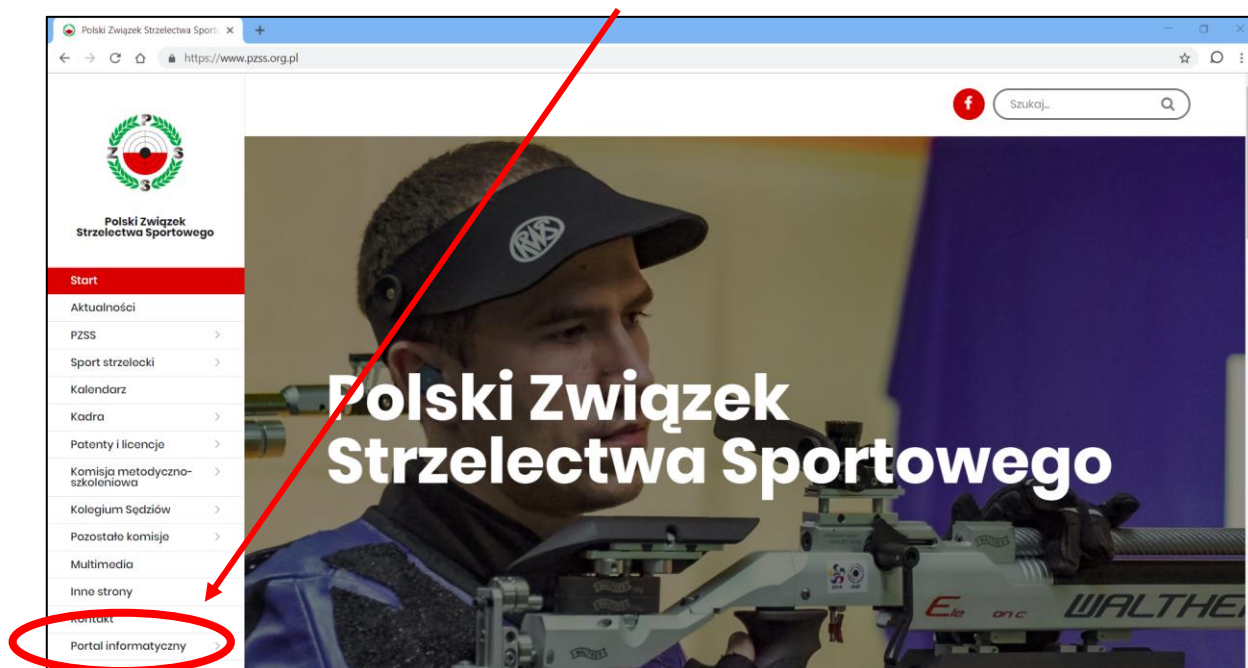 Polski Związek Strzelectwa Sport
https://www.pzss.org.pl
Szukaj...
P
Z S
S
Polski Związek
Strzelectwa Sportowego
Start
Aktualności
PZSS
Sport strzelecki
Kalendarz
Kadra
Patenty i licencje
Komisja metodyczno-
szkoleniowa
Kolegium Sędziów
Pozostałe komisje
Multimedia
Inne strony
Kontakt
Portal informatyczny
RWS
Polski Związek
Strzelectwa Sportowego
WALTHER